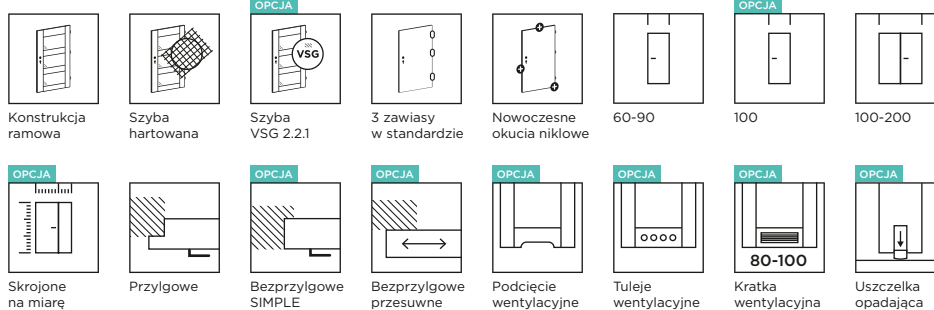 OPCJA
OPCJA
VSG
Konstrukcja
ramowa
Szyba
hartowana
Szyba
VSG 2.2.1
3 zawiasy
w standardzie
Nowoczesne
okucia niklowe
60-90
100
100-200
OPCJA
OPCJA
OPCJA
OPCJA
OPCJA
OPCJA
OPCJA
80-100
Skrojone
na miarę
Przylgowe
Bezprzylgowe
SIMPLE
Bezprzylgowe
przesuwne
Podcięcie
wentylacyjne
Tuleje
wentylacyjne
Kratka
wentylacyjna
Uszczelka
opadająca